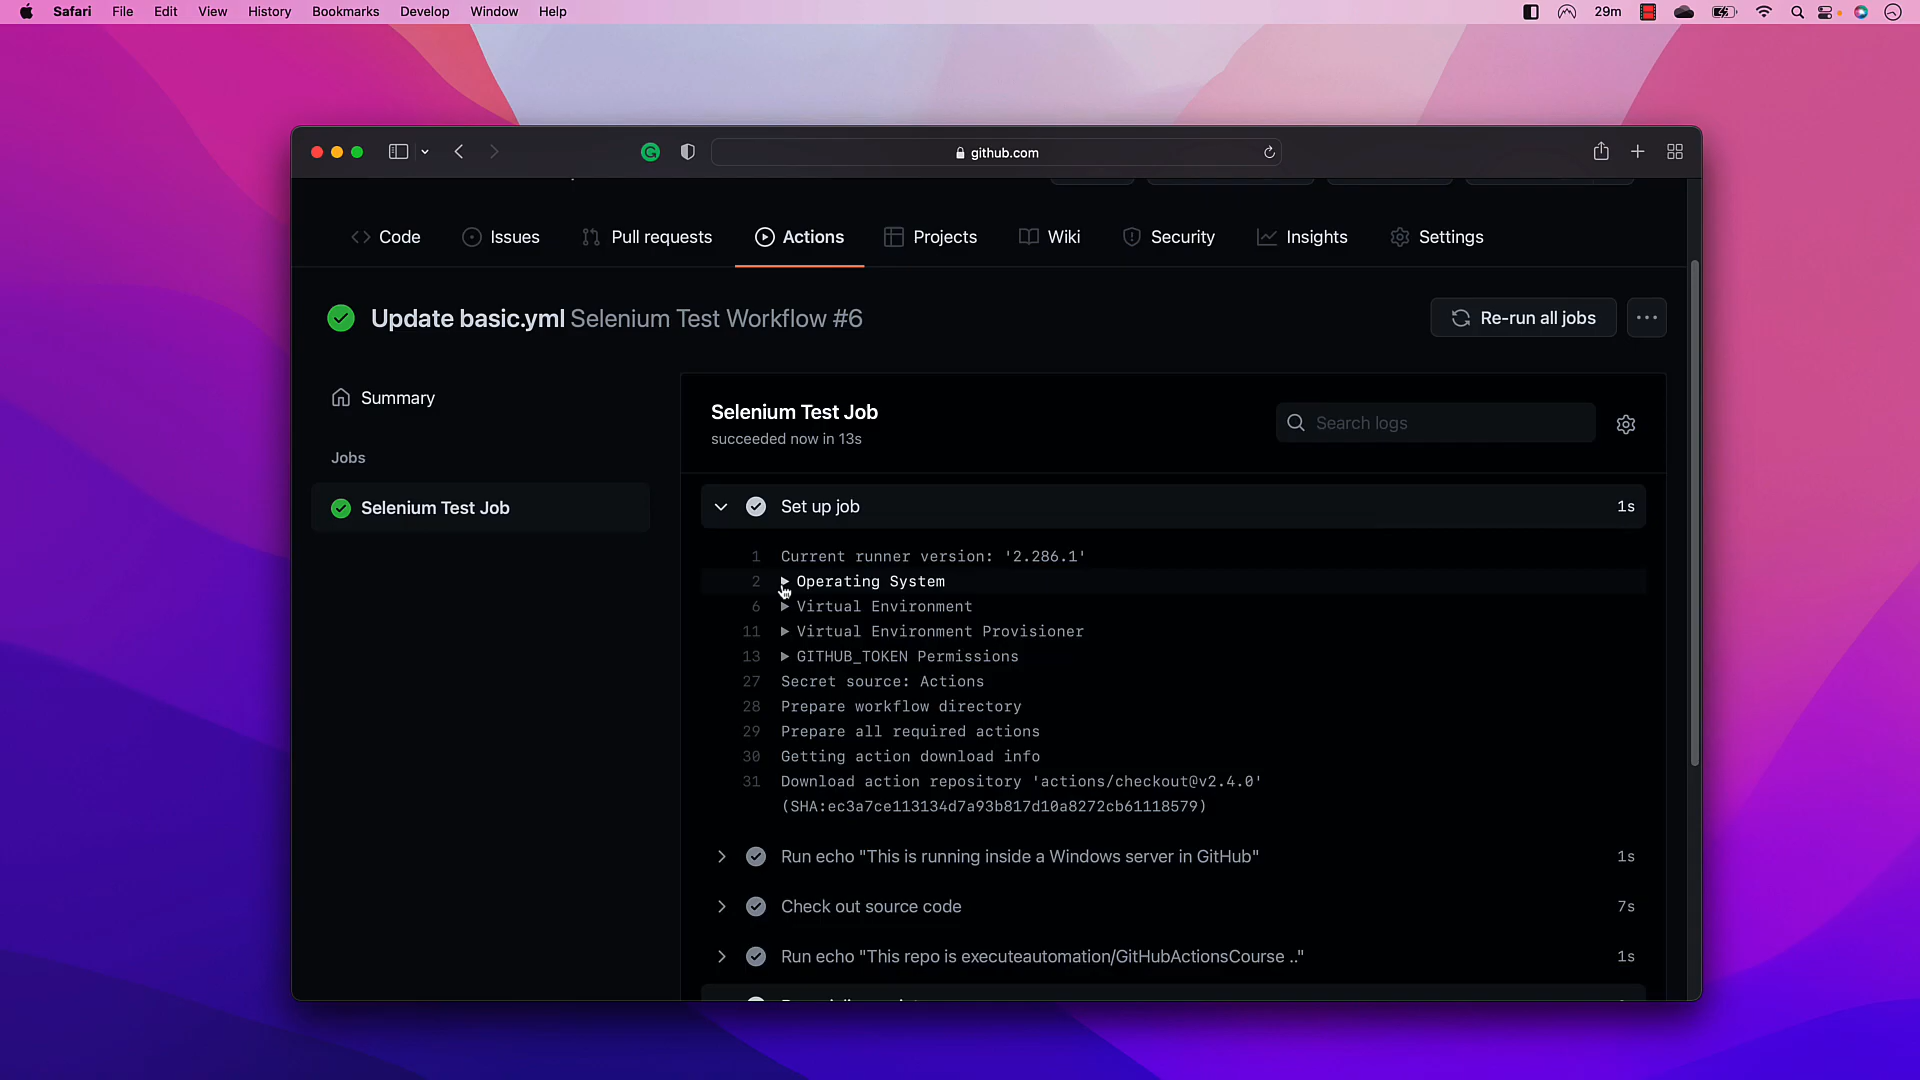 Safari File Edit View History Bookmarks Develop Window Help 29m
github.com
Code Issues Pull requests Actions Projects Wiki Security Insights Settings
Update basic.yml Selenium Test Workflow #6
Re-run all jobs
Summary
Jobs
Selenium Test Job
Selenium Test Job
succeeded now in 13s
Search logs
Set up job 1s
1 Current runner version: '2.286.1'
2 Operating System
6 Virtual Environment
11 Virtual Environment Provisioner
13 GITHUB_TOKEN Permissions
27 Secret source: Actions
28 Prepare workflow directory
29 Prepare all required actions
30 Getting action download info
31 Download action repository 'actions/checkout@v2.4.0'
(SHA:ec3a7ce113134d7a93b817d10a8272cb61118579)
Run echo "This is running inside a Windows server in GitHub" 1s
Check out source code 7s
Run echo "This repo is executeautomation/GitHubActionsCourse .." 1s